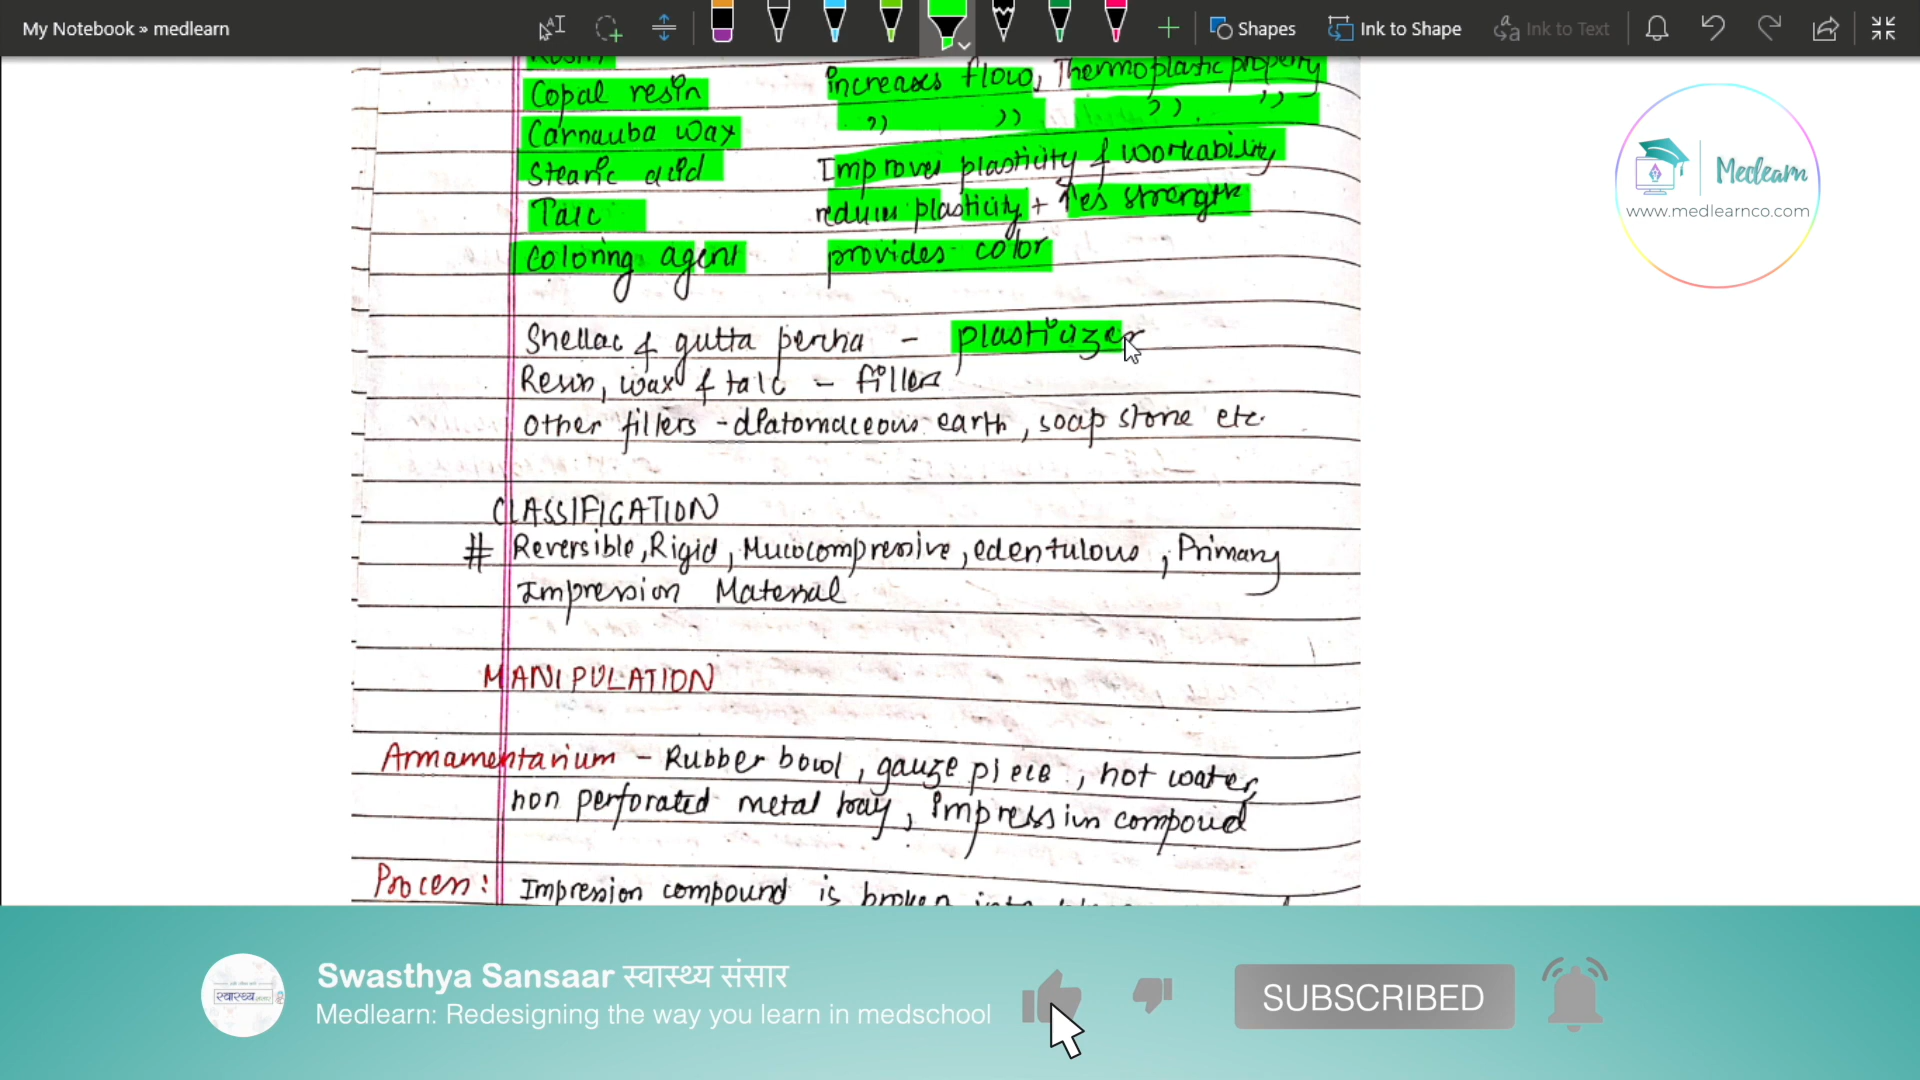 My Notebook » medlearn
Shapes
Ink to Shape
Ink to Text
Rosin
Copal resin increases flow, Thermoplastic property
Carnauba wax ,, ,, ,, ,,
Stearic acid Improves plasticity & workability
Talc reduces plasticity + ↑es strength
Coloring agent provides color
Shellac & gutta percha - plasticizer
Resin, wax & talc - fillers
Other fillers - diatomaceous earth, soap stone etc.
CLASSIFICATION
# Reversible, Rigid, Mucocompressive, edentulous, Primary
Impression Material
MANIPULATION
Armamentarium - Rubber bowl, gauze piece, hot water,
non perforated metal tray, impression compound
Process: Impression compound is broken into
Medlearn
www.medlearnco.com
Swasthya Sansaar स्वास्थ्य संसार
Medlearn: Redesigning the way you learn in medschool
SUBSCRIBED
स्वास्थ्य संसार